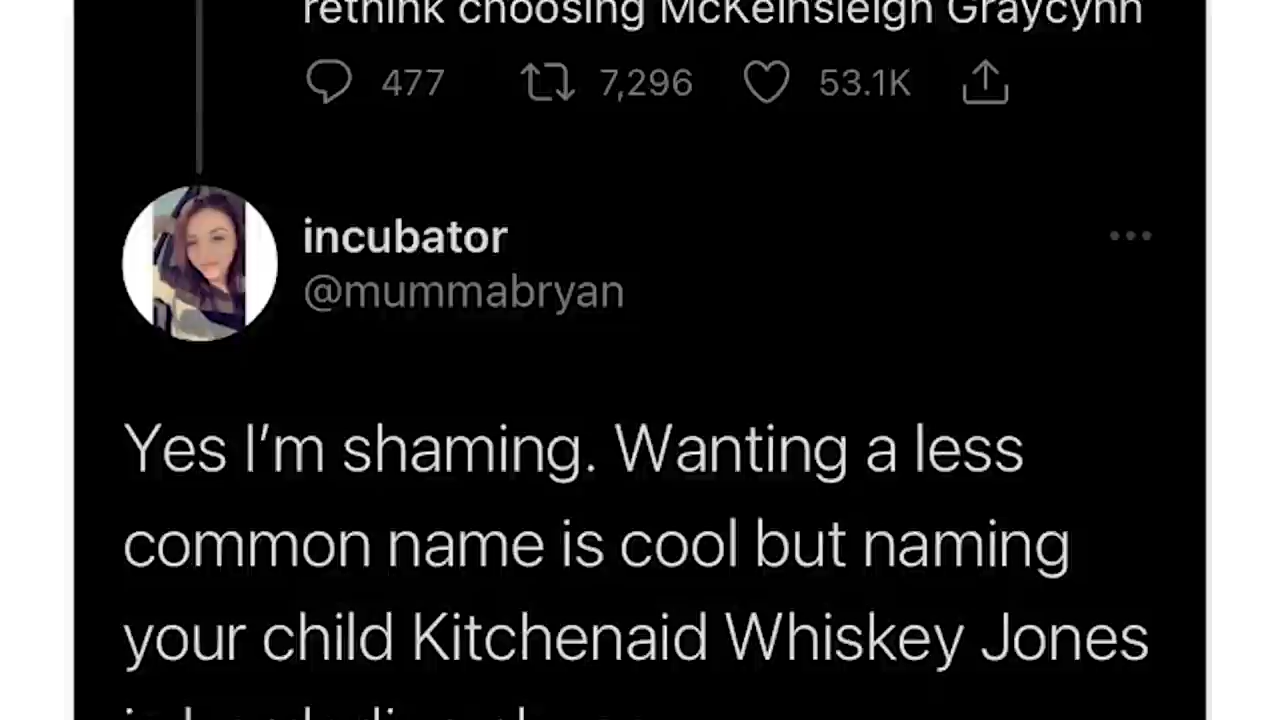 rethink choosing McKeinsleigh Graycynn
477 7,296 53.1K
incubator
@mummabryan
Yes I’m shaming. Wanting a less
common name is cool but naming
your child Kitchenaid Whiskey Jones